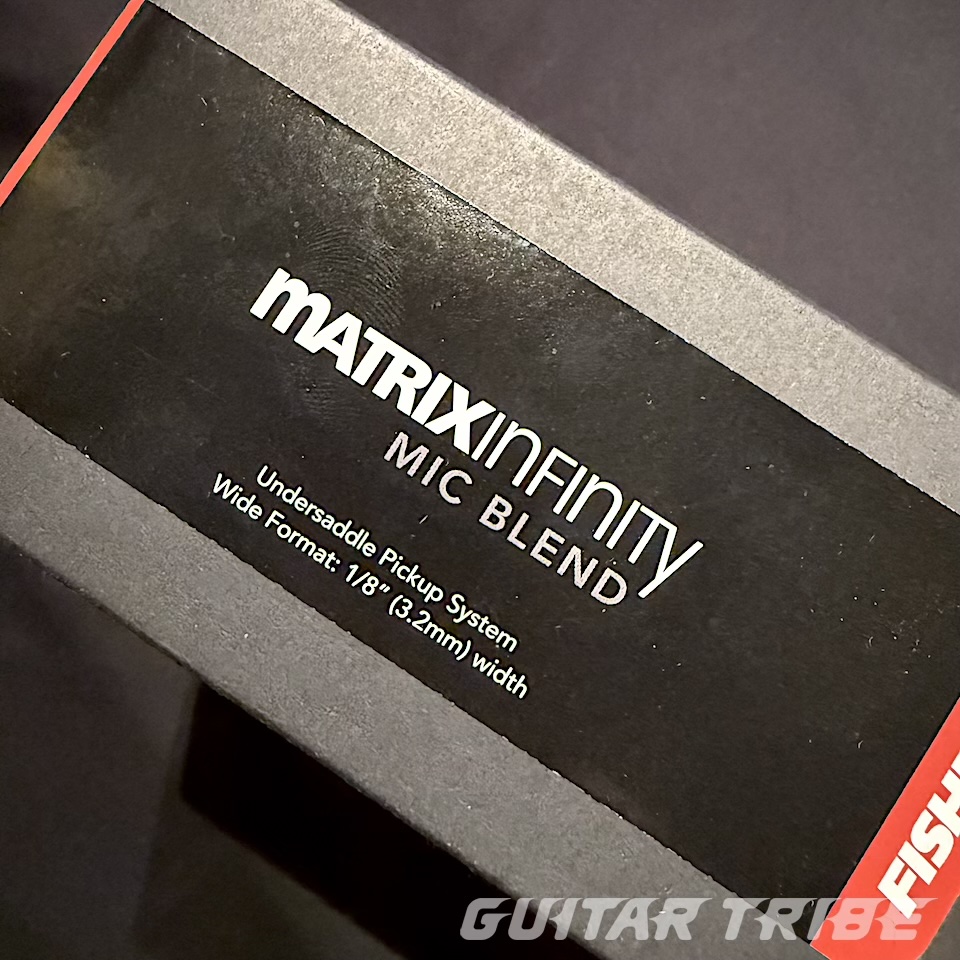 mATRIXInFInITy
MIC BLEND
Undersaddle Pickup System
Wide Format: 1/8" (3.2mm) width
FISH
GUITAR TRIBE